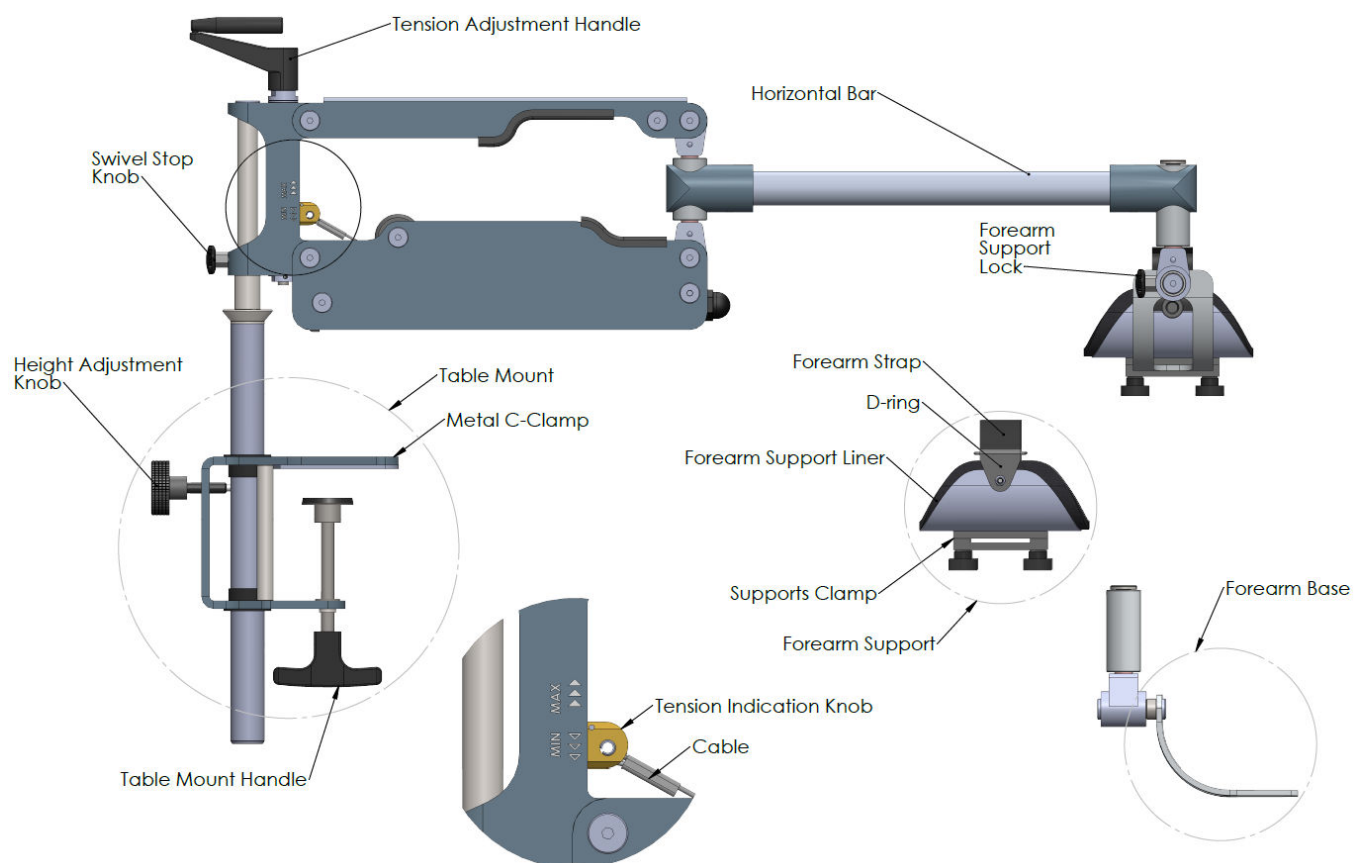 Tension Adjustment Handle
Horizontal Bar
Swivel Stop
Knob
MAX
MIN
Forearm
Support
Lock
Height Adjustment
Knob
Table Mount
Metal C-Clamp
Forearm Strap
D-ring
Forearm Support Liner
Supports Clamp
Forearm Support
Forearm Base
MAX
MIN
Tension Indication Knob
Cable
Table Mount Handle